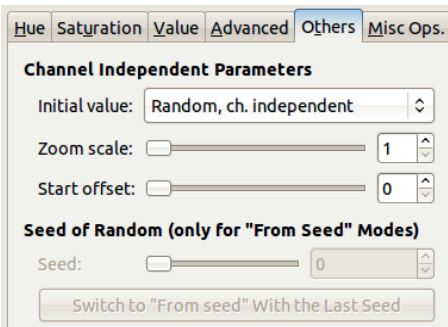 Hue Saturation Value Advanced Others Misc Ops.
Channel Independent Parameters
Initial value: Random, ch. independent
Zoom scale: 1
Start offset: 0
Seed of Random (only for "From Seed" Modes)
Seed: 0
Switch to "From seed" With the Last Seed